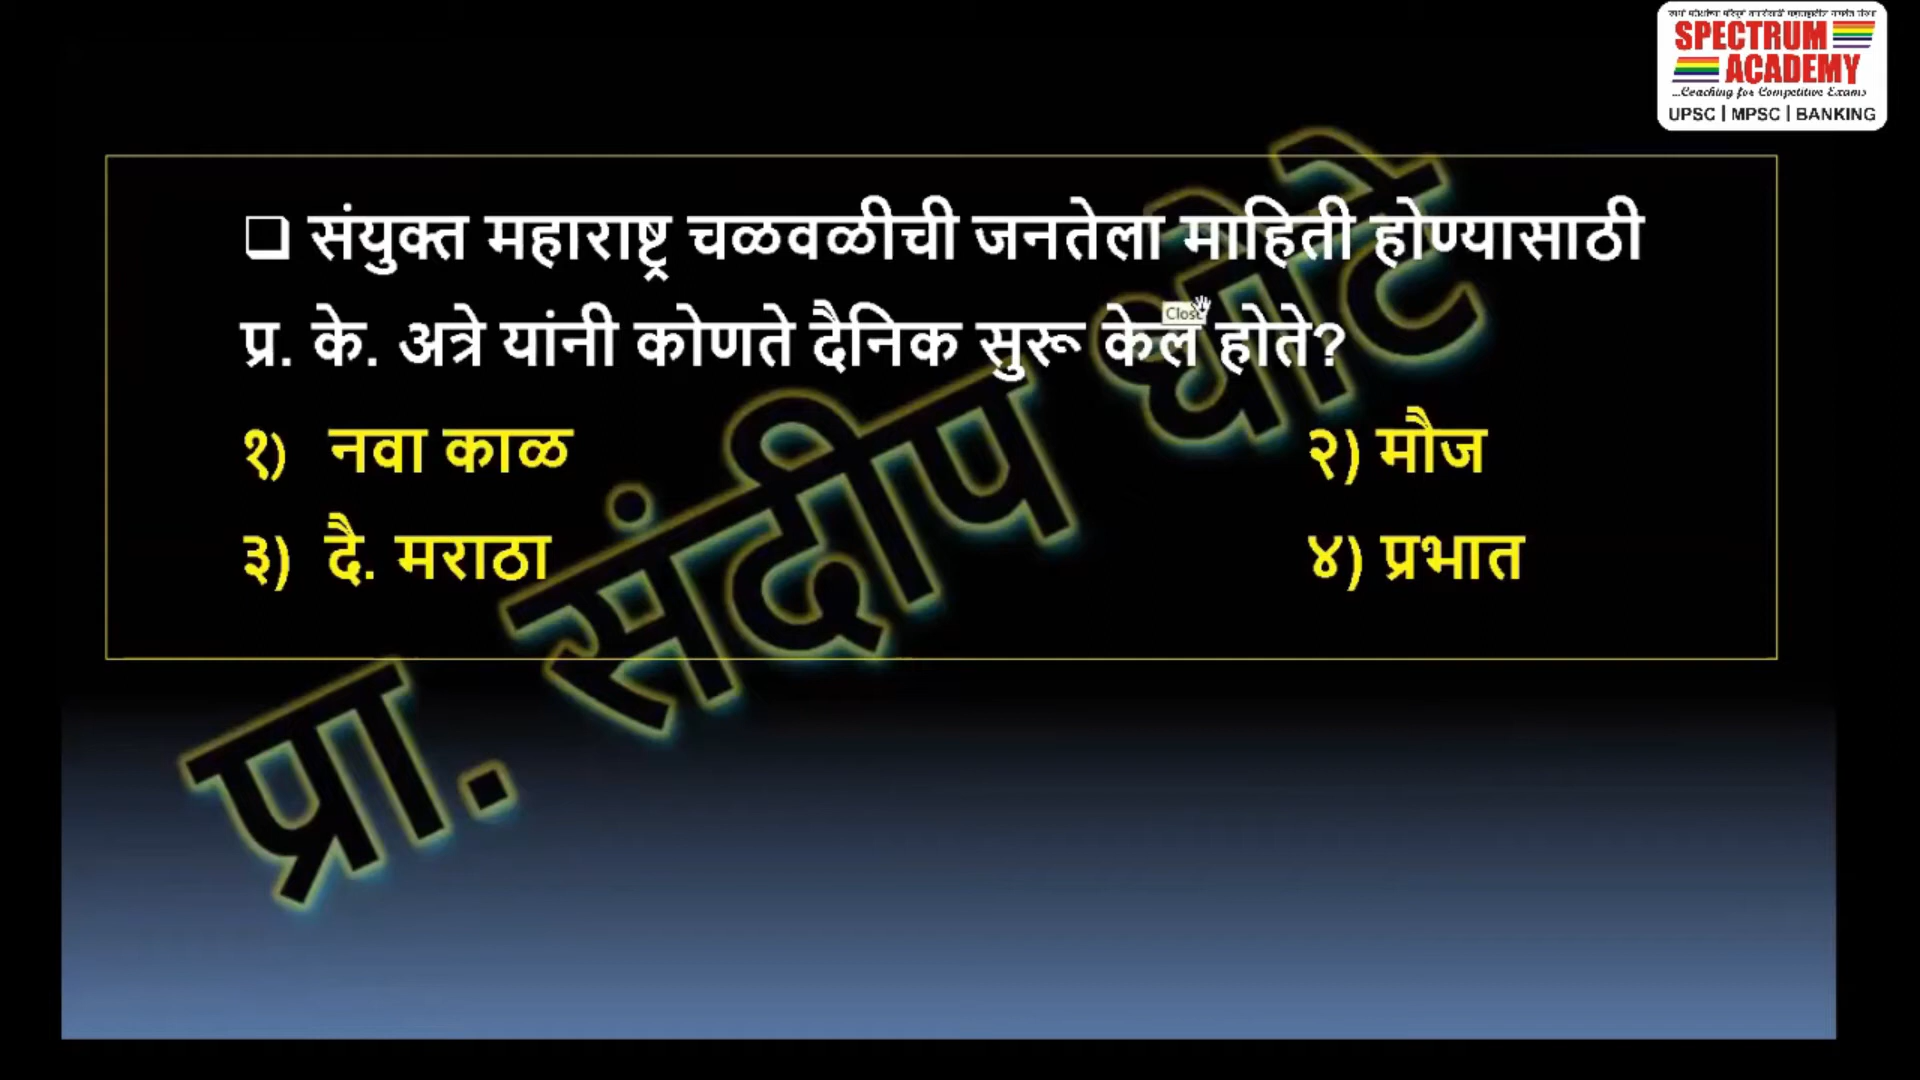 SPECTRUM
ACADEMY
...Coaching for Competitive Exams
UPSC | MPSC | BANKING
❑ संयुक्त महाराष्ट्र चळवळीची जनतेला माहिती होण्यासाठी
प्र. के. अत्रे यांनी कोणते दैनिक सुरू केले होते?
Close
१) नवा काळ
२) मौज
३) दै. मराठा
४) प्रभात
प्रा. संदीप घोटे